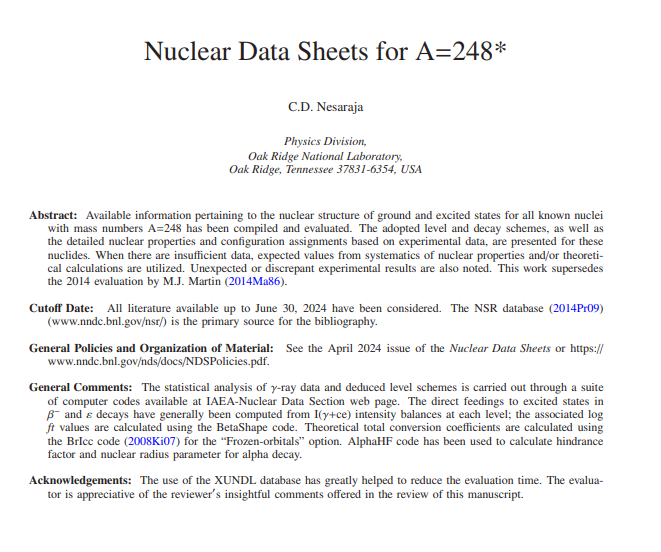 Nuclear Data Sheets for A=248*
C.D. Nesaraja
Physics Division,
Oak Ridge National Laboratory,
Oak Ridge, Tennessee 37831-6354, USA
Abstract: Available information pertaining to the nuclear structure of ground and excited states for all known nuclei
with mass numbers A=248 has been compiled and evaluated. The adopted level and decay schemes, as well as
the detailed nuclear properties and configuration assignments based on experimental data, are presented for these
nuclides. When there are insufficient data, expected values from systematics of nuclear properties and/or theoreti-
cal calculations are utilized. Unexpected or discrepant experimental results are also noted. This work supersedes
the 2014 evaluation by M.J. Martin (2014Ma86).
Cutoff Date: All literature available up to June 30, 2024 have been considered. The NSR database (2014Pr09)
(www.nndc.bnl.gov/nsr/) is the primary source for the bibliography.
General Policies and Organization of Material: See the April 2024 issue of the Nuclear Data Sheets or https://
www.nndc.bnl.gov/nds/docs/NDSPolicies.pdf.
General Comments: The statistical analysis of γ-ray data and deduced level schemes is carried out through a suite
of computer codes available at IAEA-Nuclear Data Section web page. The direct feedings to excited states in
β⁻ and ε decays have generally been computed from I(γ+ce) intensity balances at each level; the associated log
ft values are calculated using the BetaShape code. Theoretical total conversion coefficients are calculated using
the BrIcc code (2008Ki07) for the “Frozen-orbitals” option. AlphaHF code has been used to calculate hindrance
factor and nuclear radius parameter for alpha decay.
Acknowledgements: The use of the XUNDL database has greatly helped to reduce the evaluation time. The evalua-
tor is appreciative of the reviewer′s insightful comments offered in the review of this manuscript.